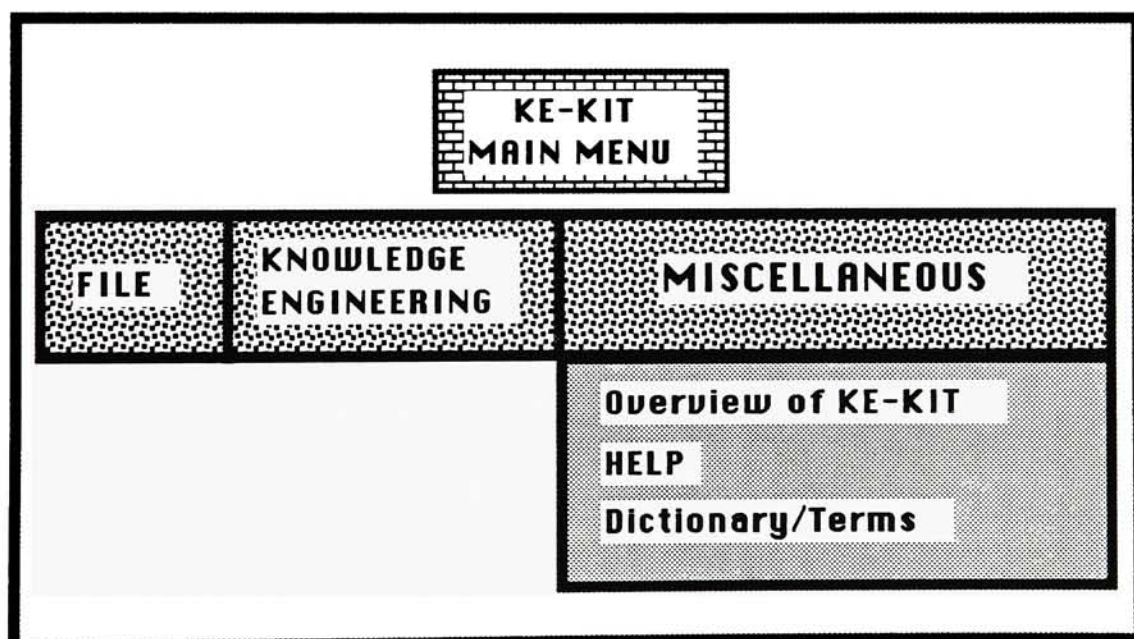 KE-KIT
MAIN MENU
FILE
KNOWLEDGE
ENGINEERING
MISCELLANEOUS
Overview of KE-KIT
HELP
Dictionary/Terms